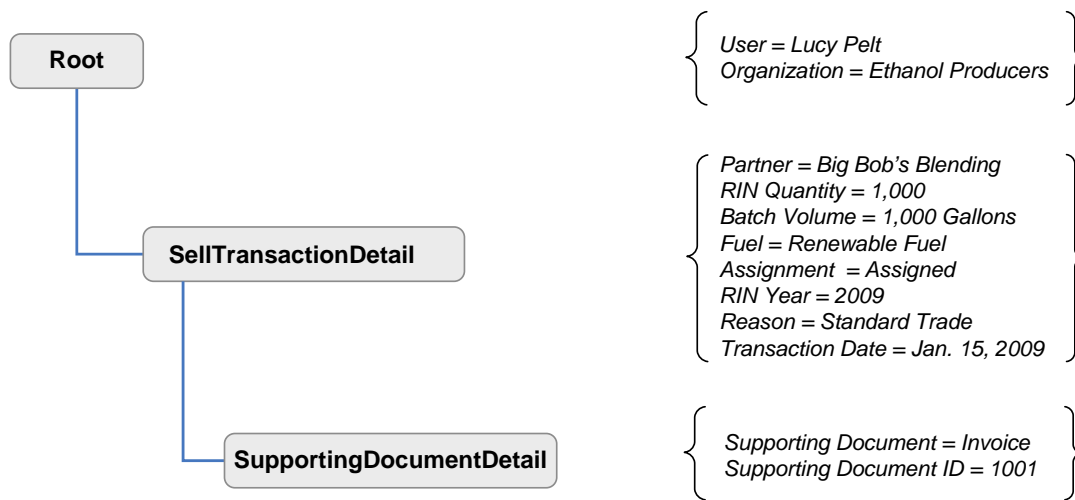 Root
User = Lucy Pelt
Organization = Ethanol Producers
SellTransactionDetail
Partner = Big Bob’s Blending
RIN Quantity = 1,000
Batch Volume = 1,000 Gallons
Fuel = Renewable Fuel
Assignment = Assigned
RIN Year = 2009
Reason = Standard Trade
Transaction Date = Jan. 15, 2009
SupportingDocumentDetail
Supporting Document = Invoice
Supporting Document ID = 1001